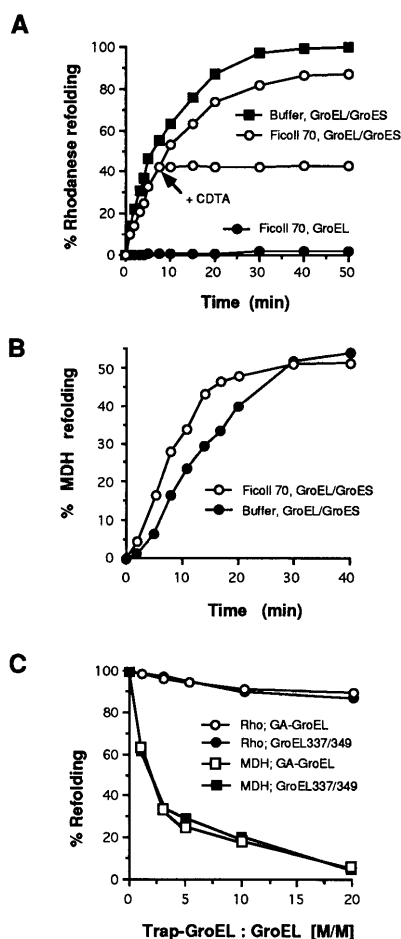 A
% Rhodanese refolding
100
80
60
40
20
0
Buffer, GroEL/GroES
Ficoll 70, GroEL/GroES
+ CDTA
Ficoll 70, GroEL
0 10 20 30 40 50
Time (min)
B
% MDH refolding
50
40
30
20
10
0
Ficoll 70, GroEL/GroES
Buffer, GroEL/GroES
0 10 20 30 40
Time (min)
C
% Refolding
100
80
60
40
20
0
Rho; GA-GroEL
Rho; GroEL337/349
MDH; GA-GroEL
MDH; GroEL337/349
0 5 10 15 20
Trap-GroEL : GroEL [M/M]